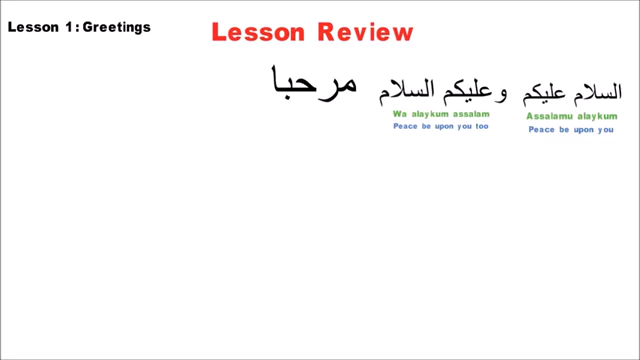 Lesson 1: Greetings
Lesson Review
السلام عليكم وعليكم السلام مرحبا
Assalamu alaykum Wa alaykum assalam
Peace be upon you Peace be upon you too